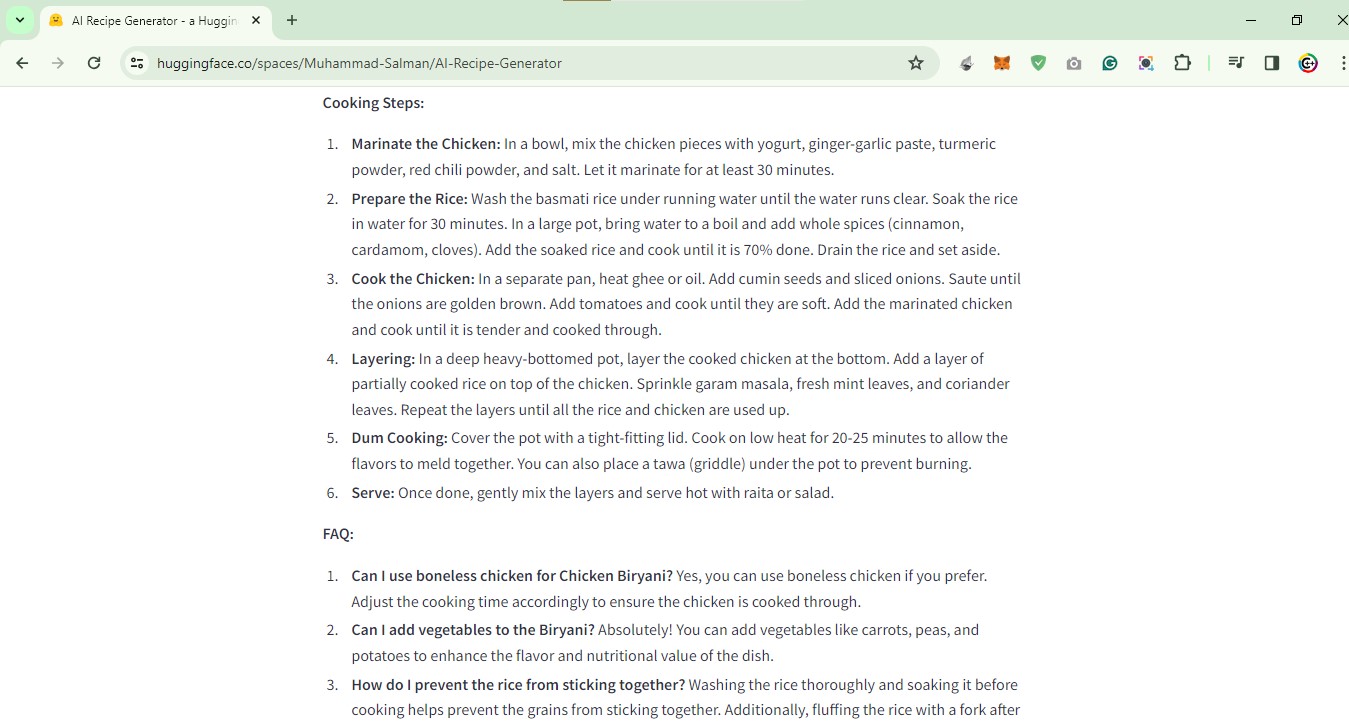 AI Recipe Generator - a Huggin
huggingface.co/spaces/Muhammad-Salman/AI-Recipe-Generator
Cooking Steps:
1. Marinate the Chicken: In a bowl, mix the chicken pieces with yogurt, ginger-garlic paste, turmeric
powder, red chili powder, and salt. Let it marinate for at least 30 minutes.
2. Prepare the Rice: Wash the basmati rice under running water until the water runs clear. Soak the rice
in water for 30 minutes. In a large pot, bring water to a boil and add whole spices (cinnamon,
cardamom, cloves). Add the soaked rice and cook until it is 70% done. Drain the rice and set aside.
3. Cook the Chicken: In a separate pan, heat ghee or oil. Add cumin seeds and sliced onions. Saute until
the onions are golden brown. Add tomatoes and cook until they are soft. Add the marinated chicken
and cook until it is tender and cooked through.
4. Layering: In a deep heavy-bottomed pot, layer the cooked chicken at the bottom. Add a layer of
partially cooked rice on top of the chicken. Sprinkle garam masala, fresh mint leaves, and coriander
leaves. Repeat the layers until all the rice and chicken are used up.
5. Dum Cooking: Cover the pot with a tight-fitting lid. Cook on low heat for 20-25 minutes to allow the
flavors to meld together. You can also place a tawa (griddle) under the pot to prevent burning.
6. Serve: Once done, gently mix the layers and serve hot with raita or salad.
FAQ:
1. Can I use boneless chicken for Chicken Biryani? Yes, you can use boneless chicken if you prefer.
Adjust the cooking time accordingly to ensure the chicken is cooked through.
2. Can I add vegetables to the Biryani? Absolutely! You can add vegetables like carrots, peas, and
potatoes to enhance the flavor and nutritional value of the dish.
3. How do I prevent the rice from sticking together? Washing the rice thoroughly and soaking it before
cooking helps prevent the grains from sticking together. Additionally, fluffing the rice with a fork after